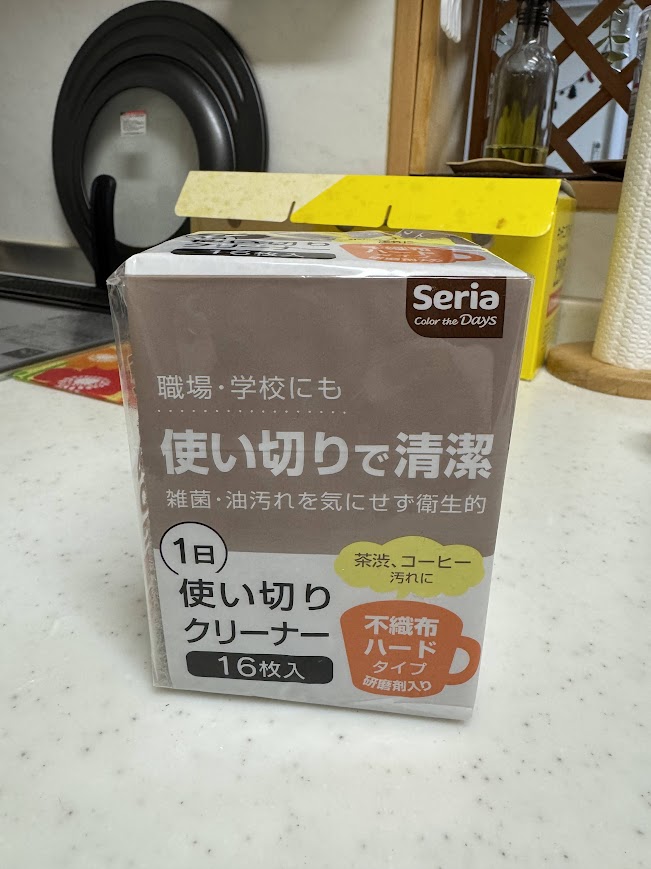 16枚入
Seria
Color the Days
職場・学校にも
使い切りで清潔
雑菌・油汚れを気にせず衛生的
1日
使い切り
クリーナー
16枚入
茶渋、コーヒー
汚れに
不織布
ハード
タイプ
研磨剤入り